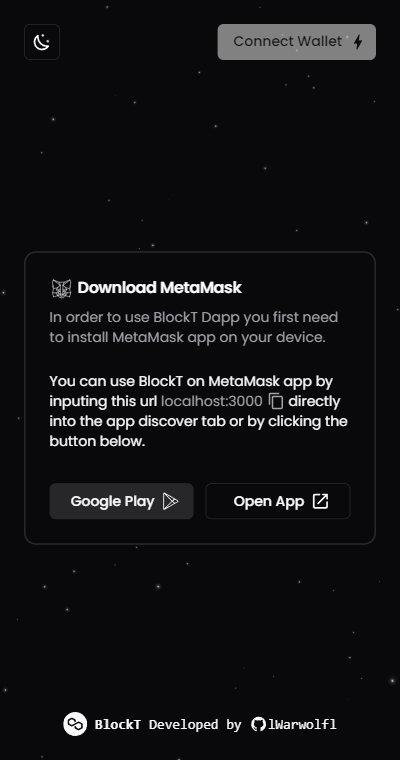 Connect Wallet
Download MetaMask
In order to use BlockT Dapp you first need
to install MetaMask app on your device.
You can use BlockT on MetaMask app by
inputing this url localhost:3000 directly
into the app discover tab or by clicking the
button below.
Google Play
Open App
BlockT Developed by lWarwolfl